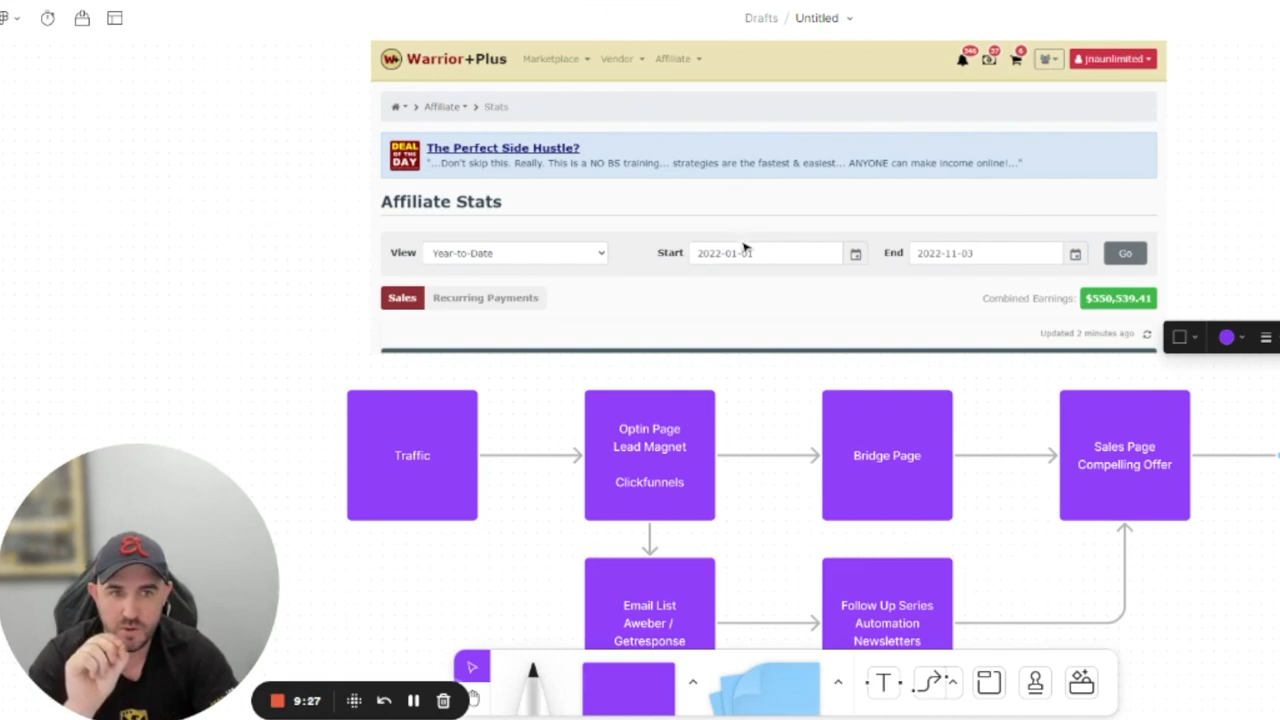 Drafts / Untitled
Warrior+Plus
Marketplace Vendor Affiliate
346 37 4 jnaunlimited
Affiliate Stats
DEAL OF THE DAY
The Perfect Side Hustle?
"...Don't skip this. Really. This is a NO BS training... strategies are the fastest & easiest... ANYONE can make income online!..."
Affiliate Stats
View Year-to-Date Start 2022-01-01 End 2022-11-03 Go
Sales Recurring Payments Combined Earnings: $550,539.41
Updated 2 minutes ago
Traffic
Optin Page
Lead Magnet
Clickfunnels
Bridge Page
Sales Page
Compelling Offer
Email List
Aweber /
Getresponse
Follow Up Series
Automation
Newsletters
9:27